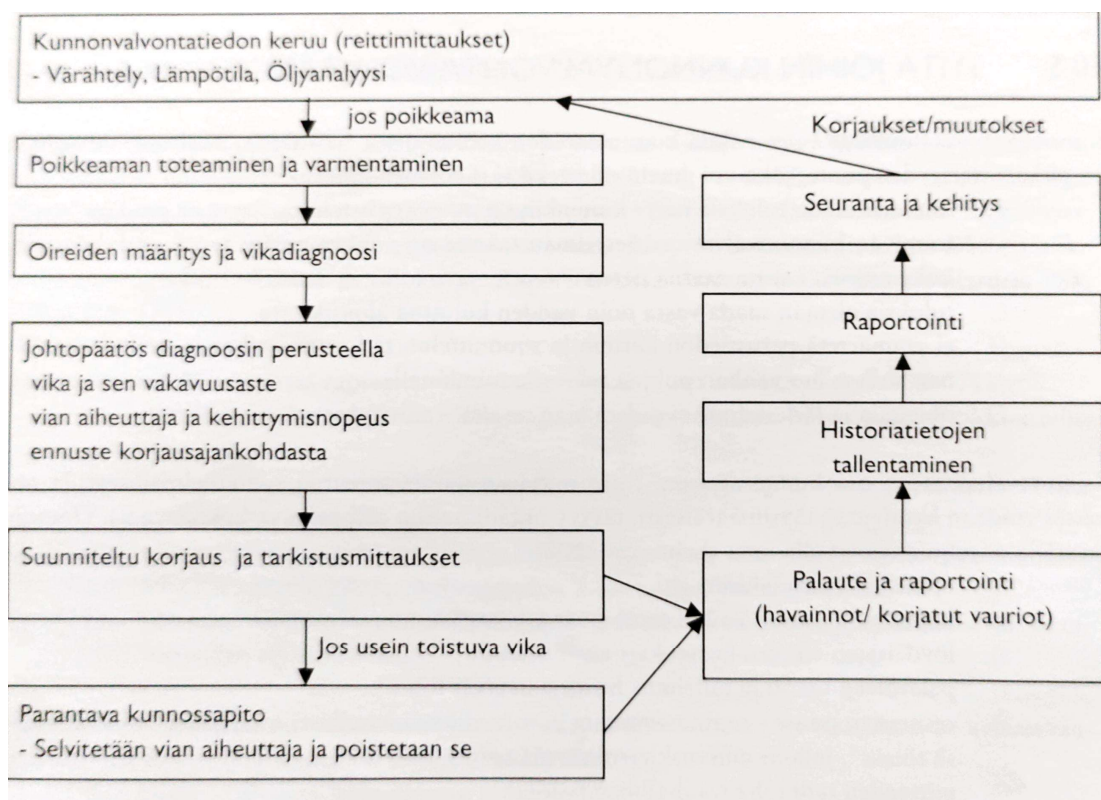 Kunnonvalvontatiedon keruu (reittimittaukset)
- Värähtely, Lämpötila, Öljyanalyysi
jos poikkeama
Poikkeaman toteaminen ja varmentaminen
Oireiden määritys ja vikadiagnoosi
Johtopäätös diagnoosin perusteella
vika ja sen vakavuusaste
vian aiheuttaja ja kehittymisnopeus
ennuste korjausajankohdasta
Suunniteltu korjaus ja tarkistusmittaukset
Jos usein toistuva vika
Parantava kunnossapito
- Selvitetään vian aiheuttaja ja poistetaan se
Palaute ja raportointi
(havainnot/ korjatut vauriot)
Historiatietojen
tallentaminen
Raportointi
Seuranta ja kehitys
Korjaukset/muutokset